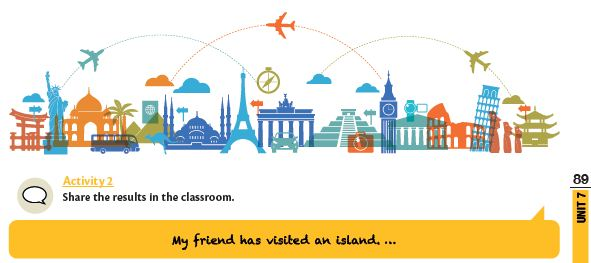 Activity 2
Share the results in the classroom.
89
UNIT 7
My friend has visited an island. ...